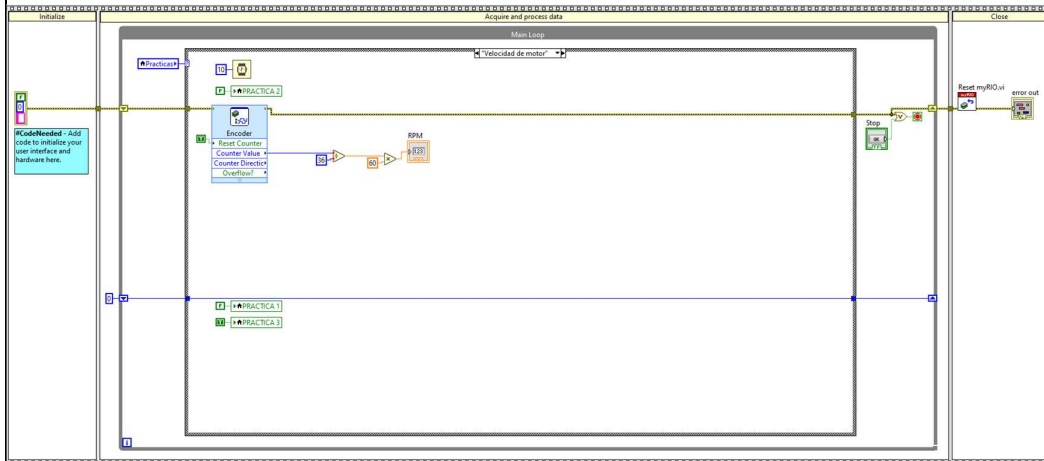 Initialize
Acquire and process data
Close
Main Loop
"Velocidad de motor"
Practicas
10
F
PRACTICA 2
F
0
Encoder
Reset Counter
Counter Value
Counter Directic
Overflow?
RPM
36
60
123
Stop
OK
Reset myRIO.vi
myRIO
error out
#CodeNeeded - Add
code to initialize your
user interface and
hardware here.
0
F
PRACTICA 1
PRACTICA 3
i